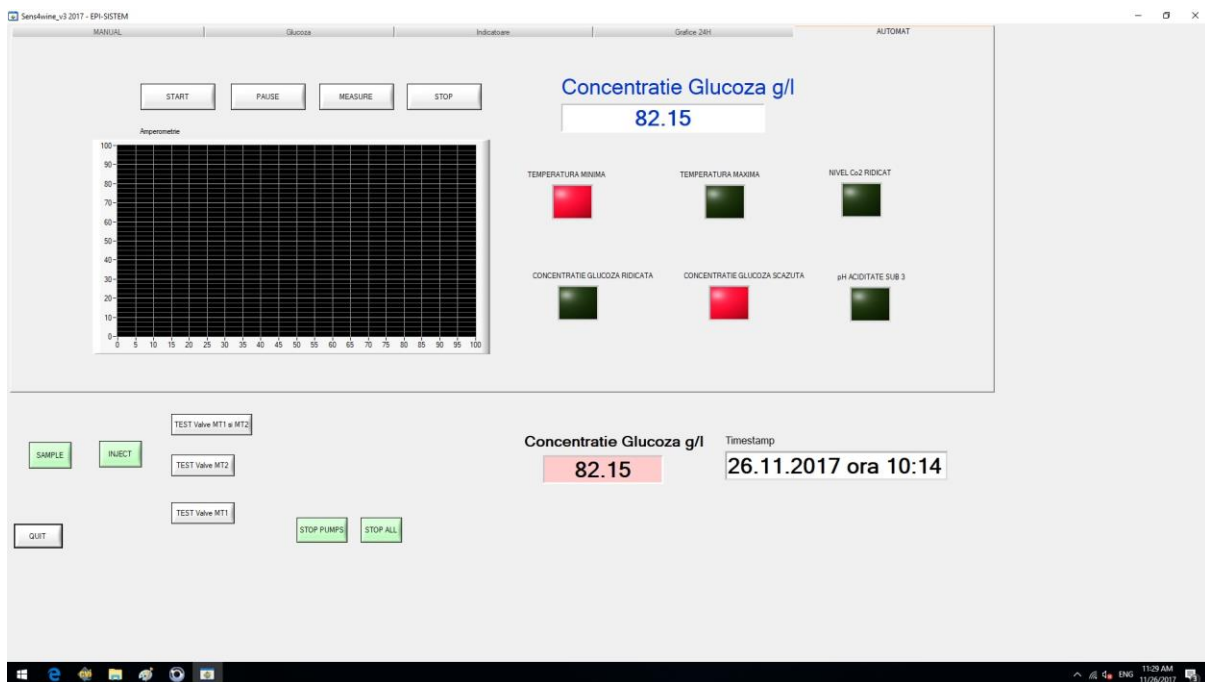 Sens4wine_v3 2017 - EPI-SISTEM
MANUAL
Glucoza
Indicatoare
Grafice 24H
AUTOMAT
START
PAUSE
MEASURE
STOP
Concentratie Glucoza g/l
82.15
Amperometrie
100
90
80
70
60
50
40
30
20
10
0
0 5 10 15 20 25 30 35 40 45 50 55 60 65 70 75 80 85 90 95 100
TEMPERATURA MINIMA
TEMPERATURA MAXIMA
NIVEL Co2 RIDICAT
CONCENTRATIE GLUCOZA RIDICATA
CONCENTRATIE GLUCOZA SCAZUTA
pH ACIDITATE SUB 3
SAMPLE
INJECT
TEST Valve MT1 si MT2
TEST Valve MT2
TEST Valve MT1
QUIT
STOP PUMPS
STOP ALL
Concentratie Glucoza g/l
82.15
Timestamp
26.11.2017 ora 10:14
ENG
11:29 AM
11/26/2017